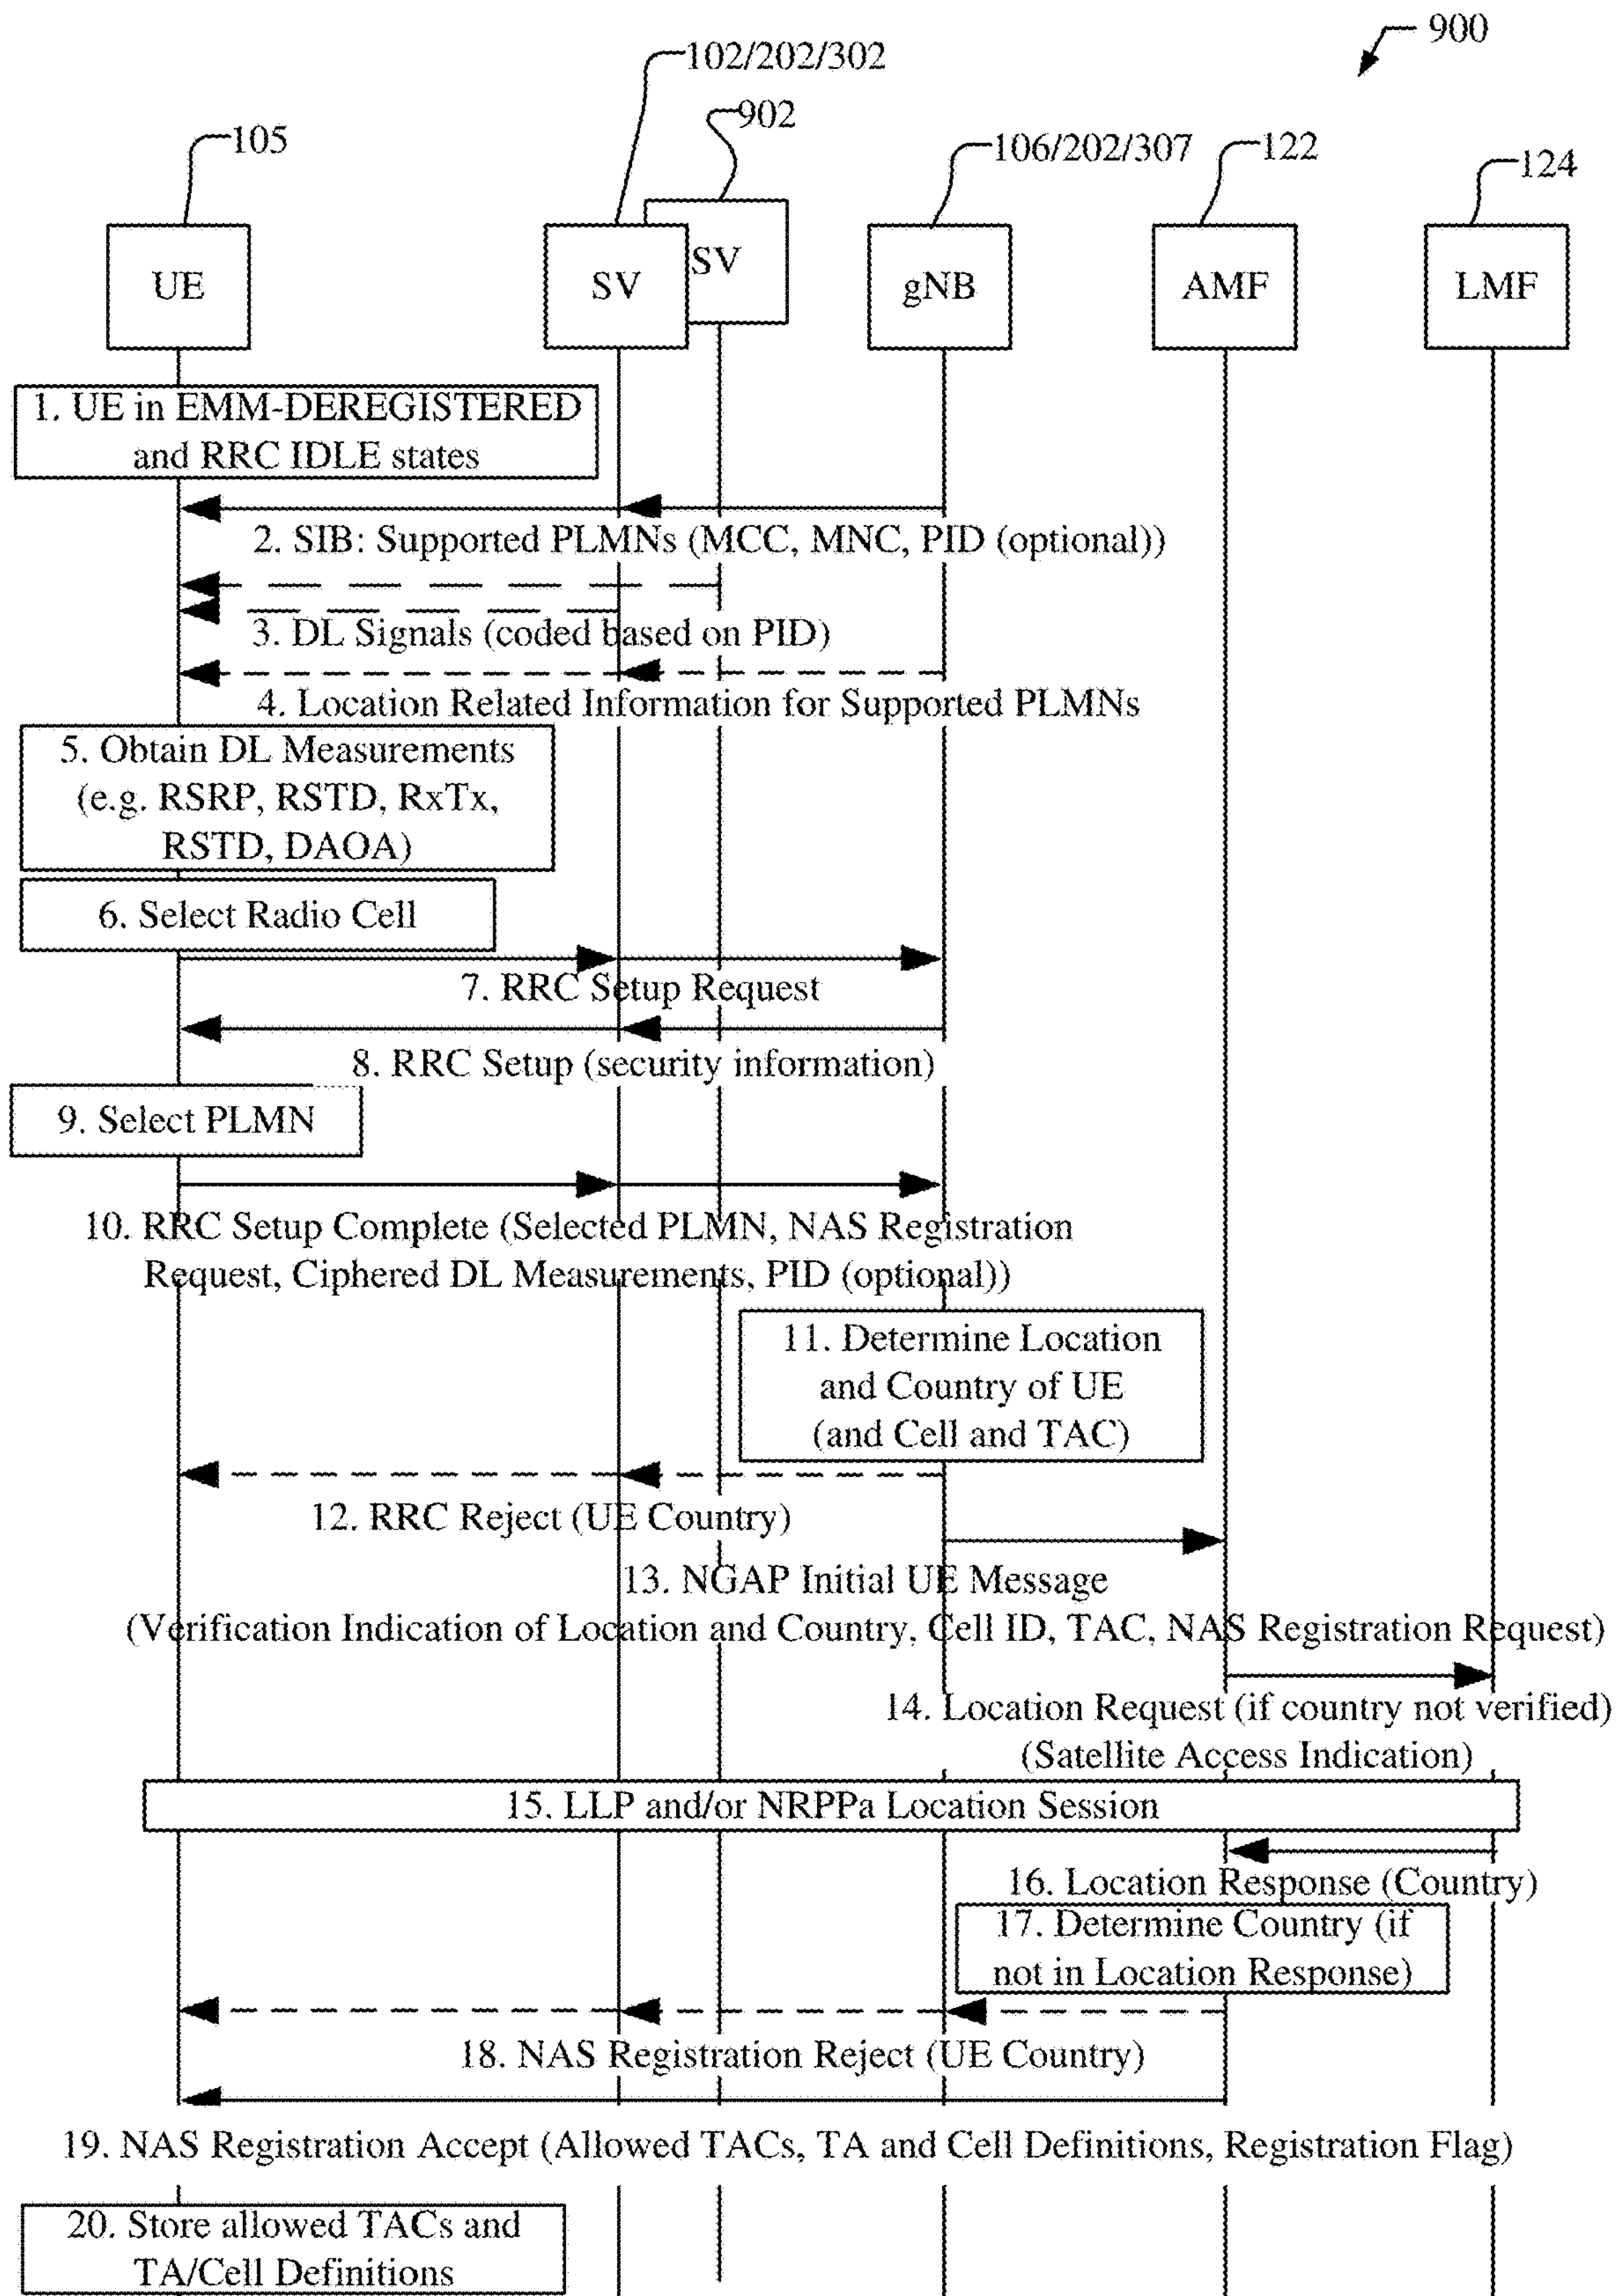 900
102/202/302
902
105
106/202/307
122
124
UE
SV
SV
gNB
AMF
LMF
1. UE in EMM-DEREGISTERED
and RRC IDLE states
2. SIB: Supported PLMNs (MCC, MNC, PID (optional))
3. DL Signals (coded based on PID)
4. Location Related Information for Supported PLMNs
5. Obtain DL Measurements
(e.g. RSRP, RSTD, RxTx,
RSTD, DAOA)
6. Select Radio Cell
7. RRC Setup Request
8. RRC Setup (security information)
9. Select PLMN
10. RRC Setup Complete (Selected PLMN, NAS Registration
Request, Ciphered DL Measurements, PID (optional))
11. Determine Location
and Country of UE
(and Cell and TAC)
12. RRC Reject (UE Country)
13. NGAP Initial UE Message
(Verification Indication of Location and Country, Cell ID, TAC, NAS Registration Request)
14. Location Request (if country not verified)
(Satellite Access Indication)
15. LLP and/or NRPPa Location Session
16. Location Response (Country)
17. Determine Country (if
not in Location Response)
18. NAS Registration Reject (UE Country)
19. NAS Registration Accept (Allowed TACs, TA and Cell Definitions, Registration Flag)
20. Store allowed TACs and
TA/Cell Definitions